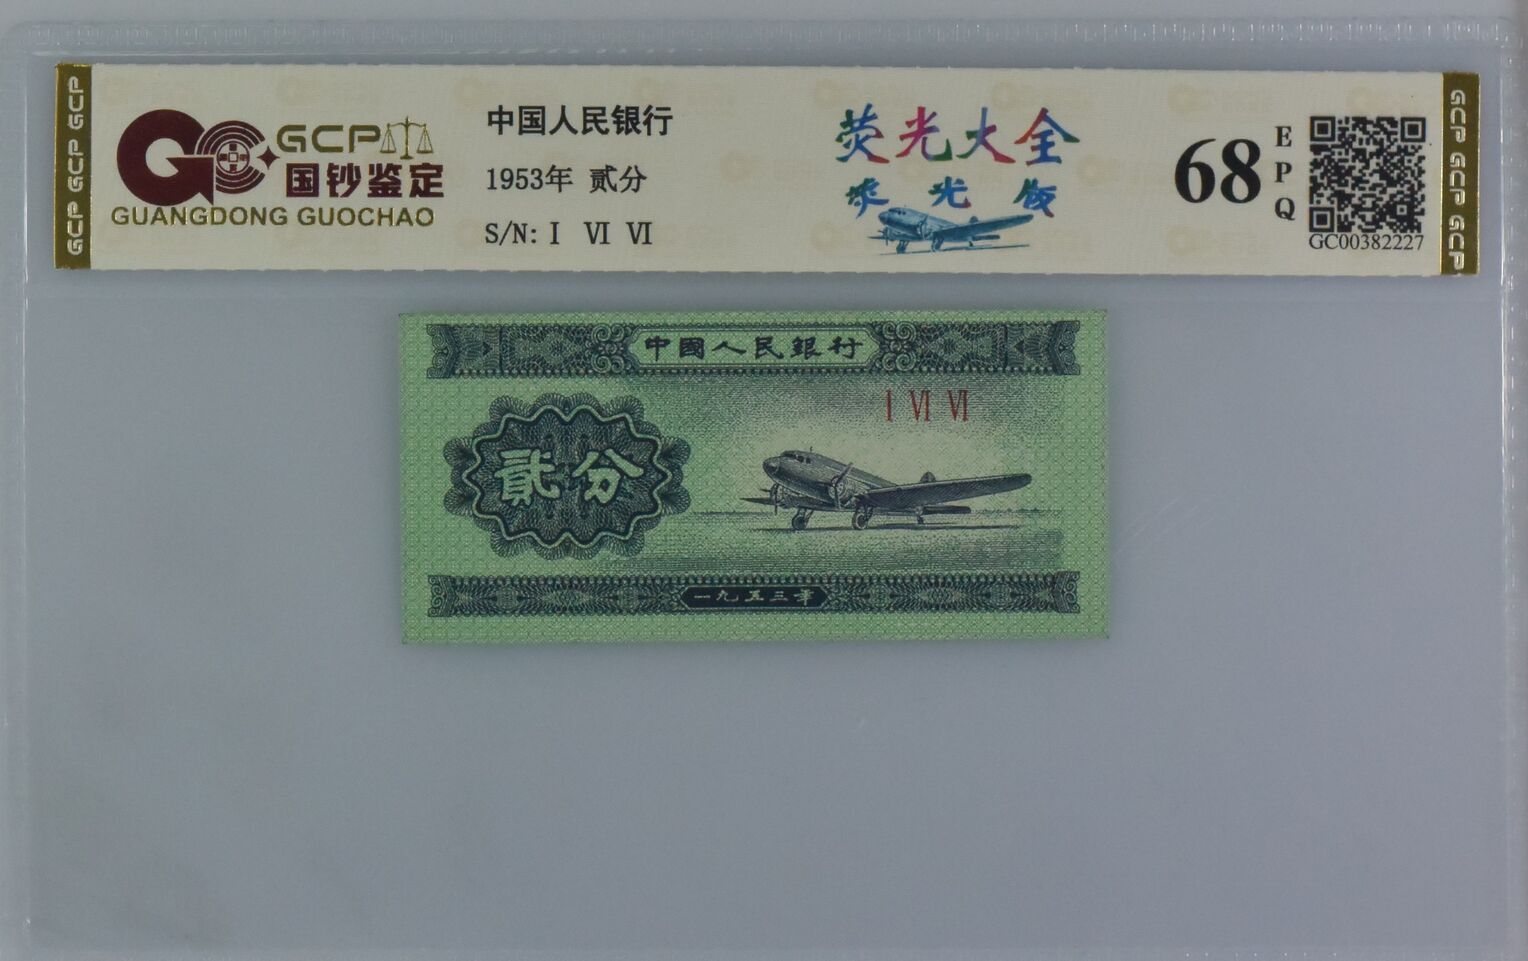 GCP GCP GCP
GCP
国钞鉴定
GUANGDONG GUOCHAO
中国人民银行
1953年 贰分
S/N: Ⅰ Ⅵ Ⅵ
荧光大全
荧光版
68
EPQ
GC00382227
GCP GCP GCP
中國人民銀行
Ⅰ Ⅵ Ⅵ
貳分
一九五三年